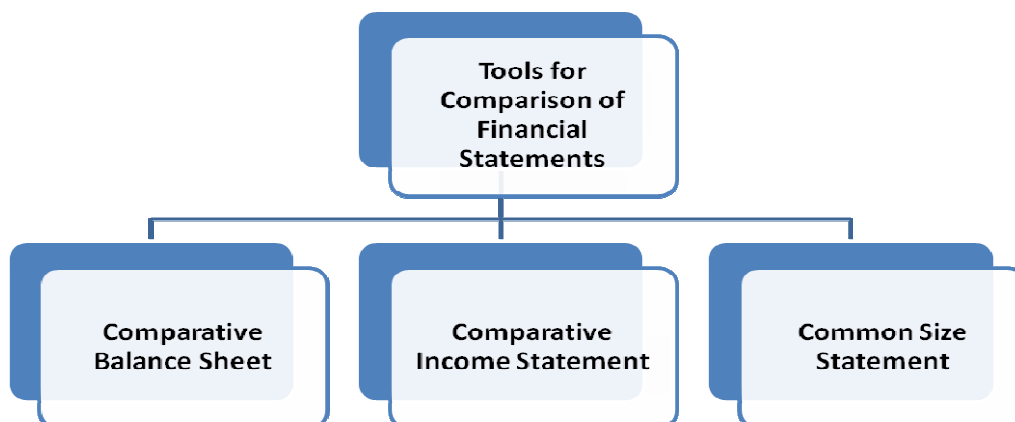 Tools for
Comparison of
Financial
Statements
Comparative
Balance Sheet
Comparative
Income Statement
Common Size
Statement